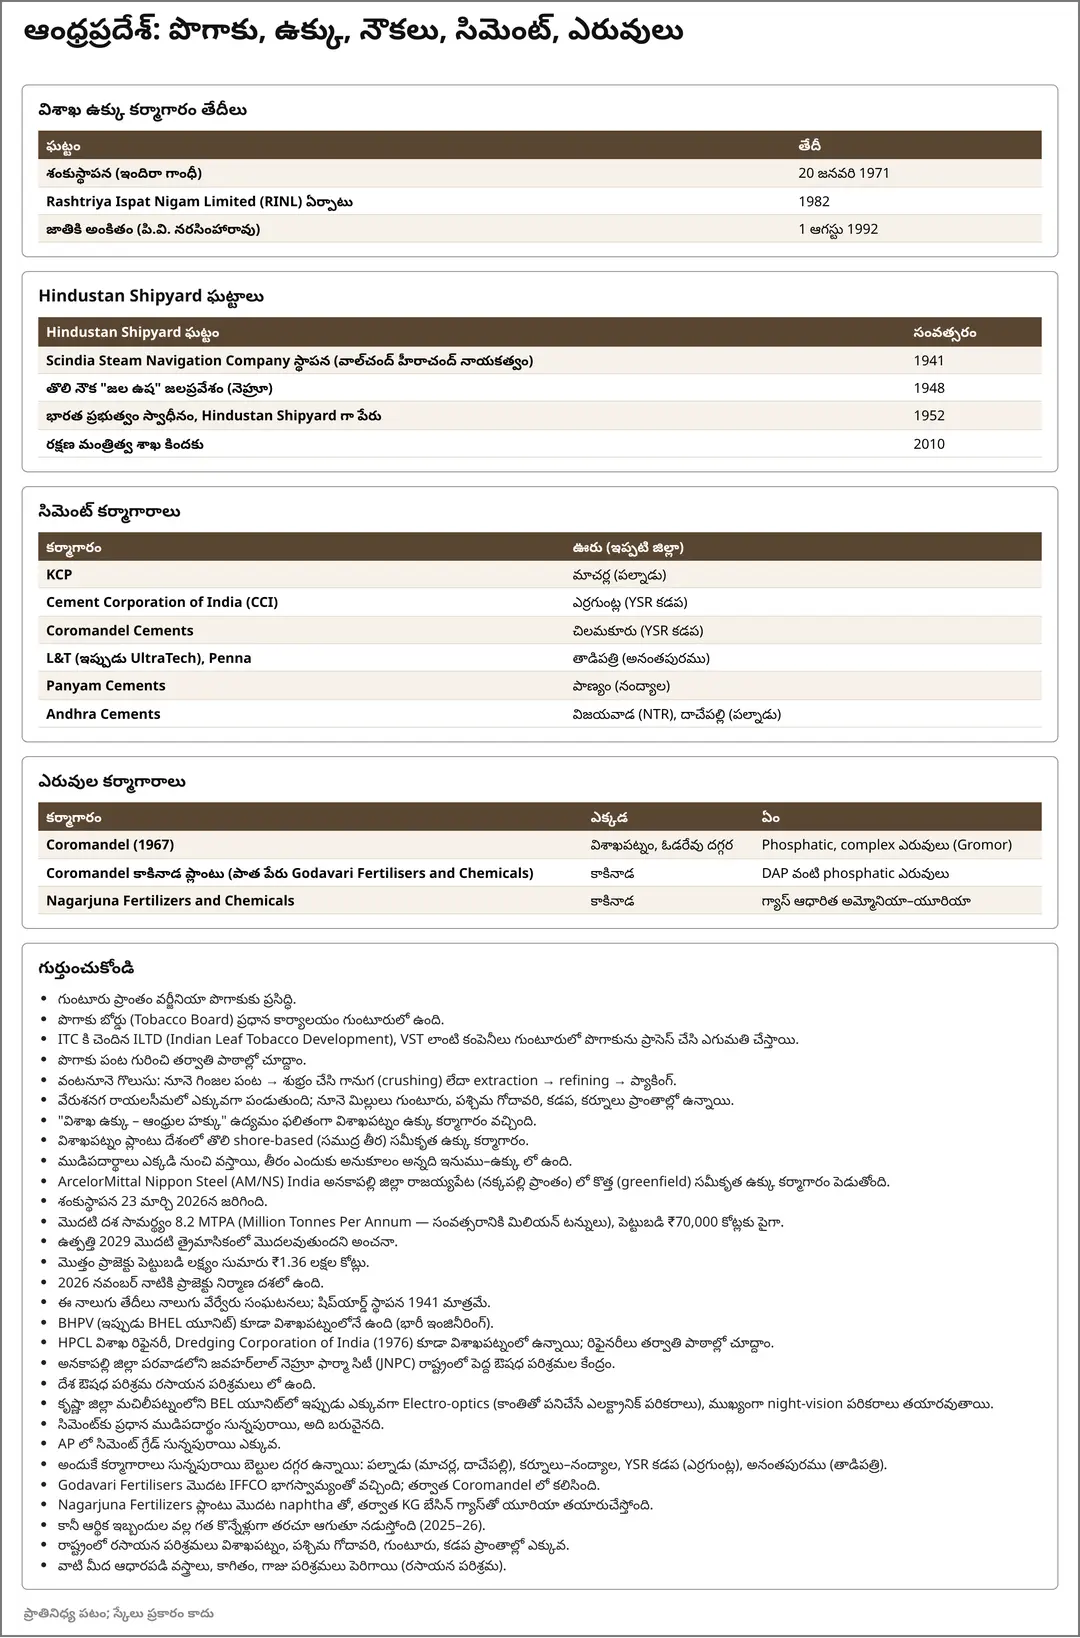 ఆంధ్రప్రదేశ్: పొగాకు, ఉక్కు, నౌకలు, సిమెంట్, ఎరువులు
విశాఖ ఉక్కు కర్మాగారం తేదీలు
ఘట్టం తేదీ
శంకుస్థాపన (ఇందిరా గాంధీ) 20 జనవరి 1971
Rashtriya Ispat Nigam Limited (RINL) ఏర్పాటు 1982
జాతికి అంకితం (పి.వి. నరసింహారావు) 1 ఆగస్టు 1992
Hindustan Shipyard ఘట్టాలు
Hindustan Shipyard ఘట్టం సంవత్సరం
Scindia Steam Navigation Company స్థాపన (వాల్‌చంద్ హీరాచంద్ నాయకత్వం) 1941
తొలి నౌక "జల ఉష" జలప్రవేశం (నెహ్రూ) 1948
భారత ప్రభుత్వం స్వాధీనం, Hindustan Shipyard గా పేరు 1952
రక్షణ మంత్రిత్వ శాఖ కిందకు 2010
సిమెంట్ కర్మాగారాలు
కర్మాగారం ఊరు (ఇప్పటి జిల్లా)
KCP మాచర్ల (పల్నాడు)
Cement Corporation of India (CCI) ఎర్రగుంట్ల (YSR కడప)
Coromandel Cements చిలమకూరు (YSR కడప)
L&T (ఇప్పుడు UltraTech), Penna తాడిపత్రి (అనంతపురము)
Panyam Cements పాణ్యం (నంద్యాల)
Andhra Cements విజయవాడ (NTR), దాచేపల్లి (పల్నాడు)
ఎరువుల కర్మాగారాలు
కర్మాగారం ఎక్కడ ఏం
Coromandel (1967) విశాఖపట్నం, ఓడరేవు దగ్గర Phosphatic, complex ఎరువులు (Gromor)
Coromandel కాకినాడ ప్లాంటు (పాత పేరు Godavari Fertilisers and Chemicals) కాకినాడ DAP వంటి phosphatic ఎరువులు
Nagarjuna Fertilizers and Chemicals కాకినాడ గ్యాస్ ఆధారిత అమ్మోనియా–యూరియా
గుర్తుంచుకోండి
• గుంటూరు ప్రాంతం వర్జీనియా పొగాకుకు ప్రసిద్ధి.
• పొగాకు బోర్డు (Tobacco Board) ప్రధాన కార్యాలయం గుంటూరులో ఉంది.
• ITC కి చెందిన ILTD (Indian Leaf Tobacco Development), VST లాంటి కంపెనీలు గుంటూరులో పొగాకును ప్రాసెస్ చేసి ఎగుమతి చేస్తాయి.
• పొగాకు పంట గురించి తర్వాతి పాఠాల్లో చూద్దాం.
• వంటనూనె గొలుసు: నూనె గింజల పంట → శుభ్రం చేసి గానుగ (crushing) లేదా extraction → refining → ప్యాకింగ్.
• వేరుశనగ రాయలసీమలో ఎక్కువగా పండుతుంది; నూనె మిల్లులు గుంటూరు, పశ్చిమ గోదావరి, కడప, కర్నూలు ప్రాంతాల్లో ఉన్నాయి.
• "విశాఖ ఉక్కు – ఆంధ్రుల హక్కు" ఉద్యమం ఫలితంగా విశాఖపట్నం ఉక్కు కర్మాగారం వచ్చింది.
• విశాఖపట్నం ప్లాంటు దేశంలో తొలి shore-based (సముద్ర తీర) సమీకృత ఉక్కు కర్మాగారం.
• ముడిపదార్థాలు ఎక్కడి నుంచి వస్తాయి, తీరం ఎందుకు అనుకూలం అన్నది ఇనుము–ఉక్కు లో ఉంది.
• ArcelorMittal Nippon Steel (AM/NS) India అనకాపల్లి జిల్లా రాజయ్యపేట (నక్కపల్లి ప్రాంతం) లో కొత్త (greenfield) సమీకృత ఉక్కు కర్మాగారం పెడుతోంది.
• శంకుస్థాపన 23 మార్చి 2026న జరిగింది.
• మొదటి దశ సామర్థ్యం 8.2 MTPA (Million Tonnes Per Annum — సంవత్సరానికి మిలియన్ టన్నులు), పెట్టుబడి ₹70,000 కోట్లకు పైగా.
• ఉత్పత్తి 2029 మొదటి త్రైమాసికంలో మొదలవుతుందని అంచనా.
• మొత్తం ప్రాజెక్టు పెట్టుబడి లక్ష్యం సుమారు ₹1.36 లక్షల కోట్లు.
• 2026 నవంబర్ నాటికి ప్రాజెక్టు నిర్మాణ దశలో ఉంది.
• ఈ నాలుగు తేదీలు నాలుగు వేర్వేరు సంఘటనలు; షిప్‌యార్డ్ స్థాపన 1941 మాత్రమే.
• BHPV (ఇప్పుడు BHEL యూనిట్) కూడా విశాఖపట్నంలోనే ఉంది (భారీ ఇంజినీరింగ్).
• HPCL విశాఖ రిఫైనరీ, Dredging Corporation of India (1976) కూడా విశాఖపట్నంలో ఉన్నాయి; రిఫైనరీలు తర్వాతి పాఠాల్లో చూద్దాం.
• అనకాపల్లి జిల్లా పరవాడలోని జవహర్‌లాల్ నెహ్రూ ఫార్మా సిటీ (JNPC) రాష్ట్రంలో పెద్ద ఔషధ పరిశ్రమల కేంద్రం.
• దేశ ఔషధ పరిశ్రమ రసాయన పరిశ్రమలు లో ఉంది.
• కృష్ణా జిల్లా మచిలీపట్నంలోని BEL యూనిట్‌లో ఇప్పుడు ఎక్కువగా Electro-optics (కాంతితో పనిచేసే ఎలక్ట్రానిక్ పరికరాలు), ముఖ్యంగా night-vision పరికరాలు తయారవుతాయి.
• సిమెంట్‌కు ప్రధాన ముడిపదార్థం సున్నపురాయి, అది బరువైనది.
• AP లో సిమెంట్ గ్రేడ్ సున్నపురాయి ఎక్కువ.
• అందుకే కర్మాగారాలు సున్నపురాయి బెల్టుల దగ్గర ఉన్నాయి: పల్నాడు (మాచర్ల, దాచేపల్లి), కర్నూలు–నంద్యాల, YSR కడప (ఎర్రగుంట్ల), అనంతపురము (తాడిపత్రి).
• Godavari Fertilisers మొదట IFFCO భాగస్వామ్యంతో వచ్చింది; తర్వాత Coromandel లో కలిసింది.
• Nagarjuna Fertilizers ప్లాంటు మొదట naphtha తో, తర్వాత KG బేసిన్ గ్యాస్‌తో యూరియా తయారుచేస్తోంది.
• కానీ ఆర్థిక ఇబ్బందుల వల్ల గత కొన్నేళ్లుగా తరచూ ఆగుతూ నడుస్తోంది (2025–26).
• రాష్ట్రంలో రసాయన పరిశ్రమలు విశాఖపట్నం, పశ్చిమ గోదావరి, గుంటూరు, కడప ప్రాంతాల్లో ఎక్కువ.
• వాటి మీద ఆధారపడి వస్త్రాలు, కాగితం, గాజు పరిశ్రమలు పెరిగాయి (రసాయన పరిశ్రమ).
ప్రాతినిధ్య పటం; స్కేలు ప్రకారం కాదు